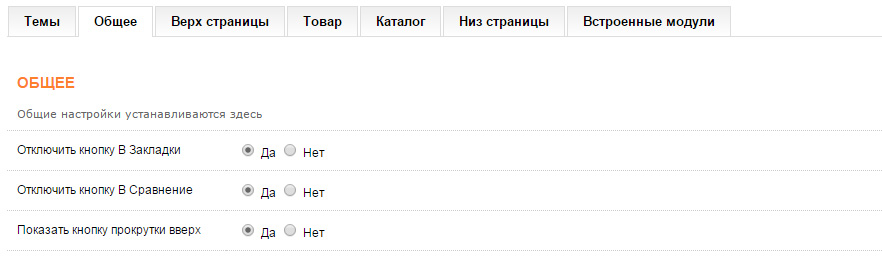 Темы Общее Верх страницы Товар Каталог Низ страницы Встроенные модули
ОБЩЕЕ
Общие настройки устанавливаются здесь
Отключить кнопку В Закладки Да Нет
Отключить кнопку В Сравнение Да Нет
Показать кнопку прокрутки вверх Да Нет